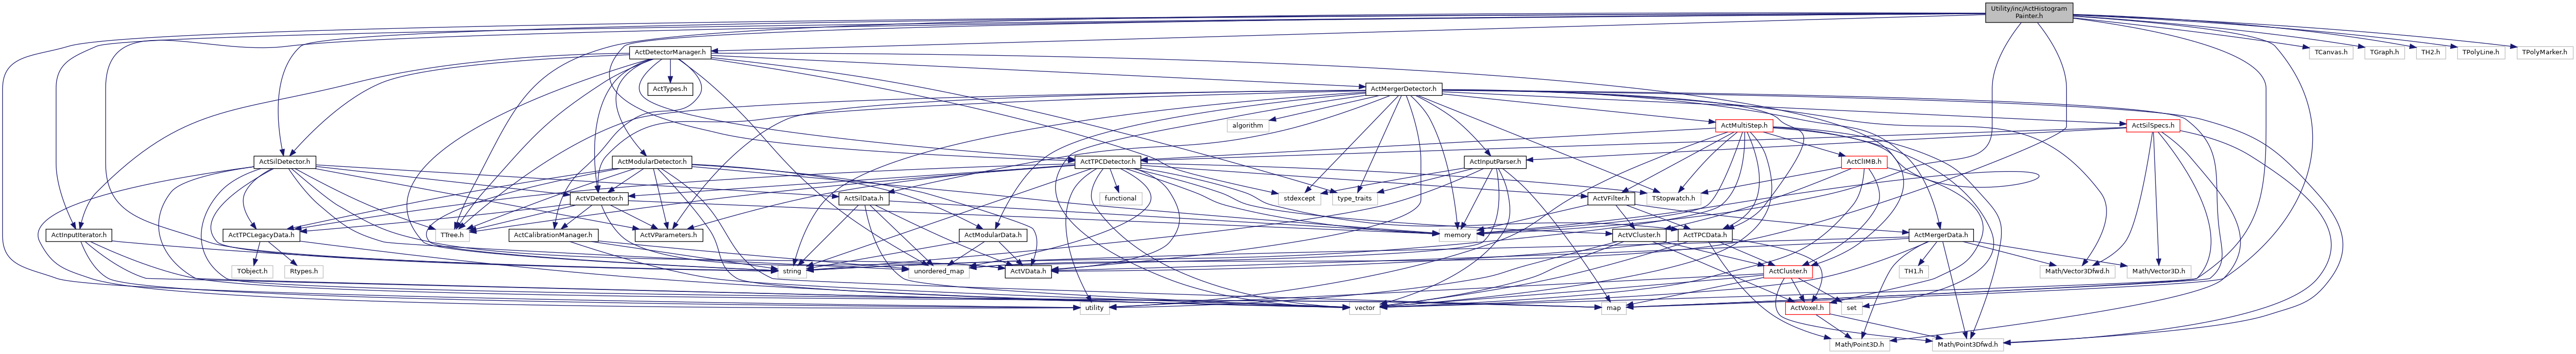 Utility/inc/ActHistogram
Painter.h
ActDetectorManager.h
TCanvas.h
TGraph.h
TH2.h
TPolyLine.h
TPolyMarker.h
ActTypes.h
ActMergerDetector.h
algorithm
ActMultiStep.h
ActSilSpecs.h
ActSilDetector.h
ActModularDetector.h
ActTPCDetector.h
ActInputParser.h
ActCliMB.h
ActVDetector.h
ActSilData.h
functional
stdexcept
type_traits
ActVFilter.h
TStopwatch.h
ActInputIterator.h
ActTPCLegacyData.h
TTree.h
ActCalibrationManager.h
ActVParameters.h
memory
ActModularData.h
ActVCluster.h
ActTPCData.h
ActMergerData.h
TObject.h
Rtypes.h
string
unordered_map
ActVData.h
ActCluster.h
TH1.h
Math/Vector3Dfwd.h
Math/Vector3D.h
utility
vector
map
ActVoxel.h
set
Math/Point3D.h
Math/Point3Dfwd.h